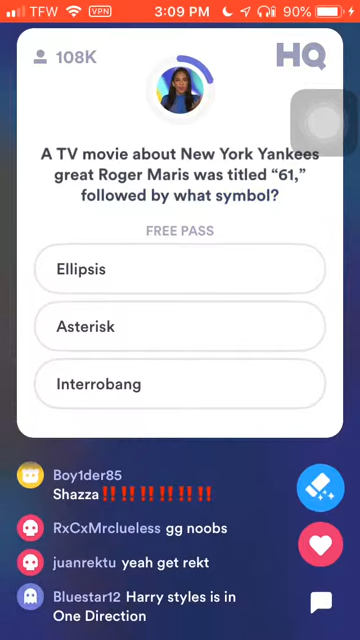 TFW VPN 3:09 PM 90%
108K HQ
A TV movie about New York Yankees
great Roger Maris was titled “61,”
followed by what symbol?
FREE PASS
Ellipsis
Asterisk
Interrobang
Boy1der85
Shazza‼️‼️‼️‼️‼️‼️
RxCxMrclueless gg noobs
juanrektu yeah get rekt
Bluestar12 Harry styles is in
One Direction